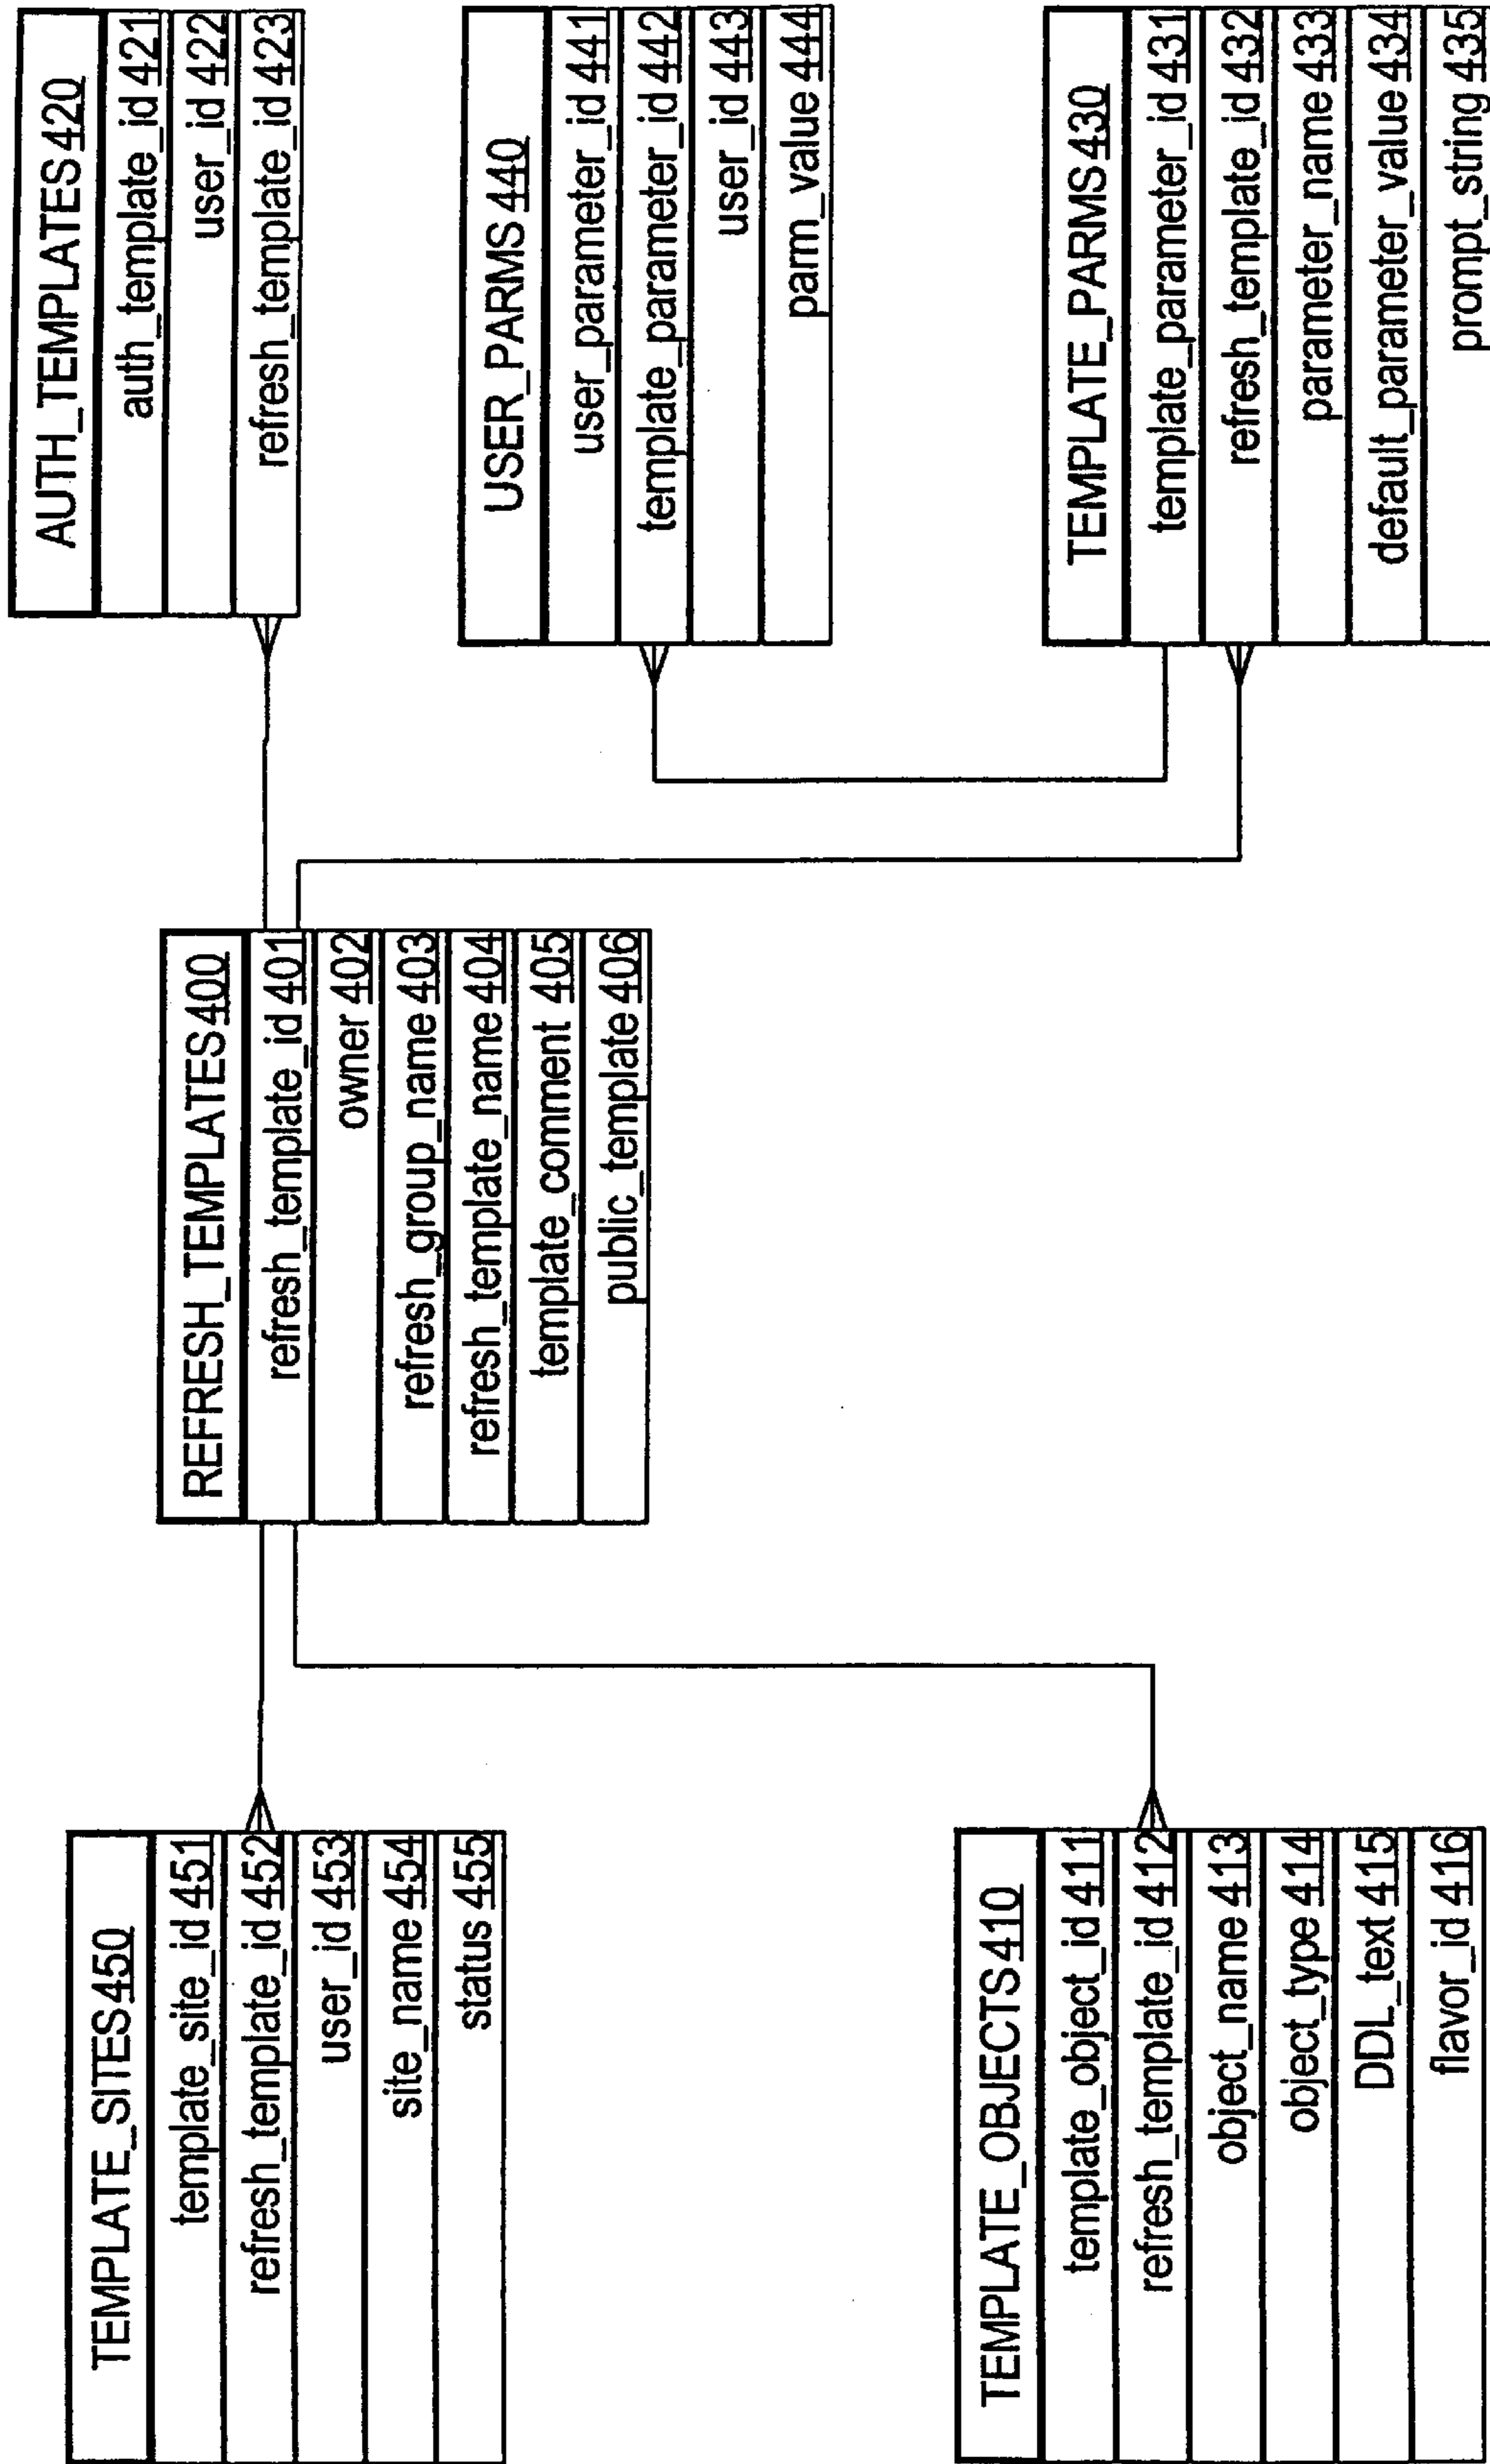 TEMPLATE_SITES 450
template_site_id 451
refresh_template_id 452
user_id 453
site_name 454
status 455
TEMPLATE_OBJECTS 410
template_object_id 411
refresh_template_id 412
object_name 413
object_type 414
DDL_text 415
flavor_id 416
REFRESH_TEMPLATES 400
refresh_template_id 401
owner 402
refresh_group_name 403
refresh_template_name 404
template_comment 405
public_template 406
AUTH_TEMPLATES 420
auth_template_id 421
user_id 422
refresh_template_id 423
USER_PARMS 440
user_parameter_id 441
template_parameter_id 442
user_id 443
parm_value 444
TEMPLATE_PARMS 430
template_parameter_id 431
refresh_template_id 432
parameter_name 433
default_parameter_value 434
prompt_string 435